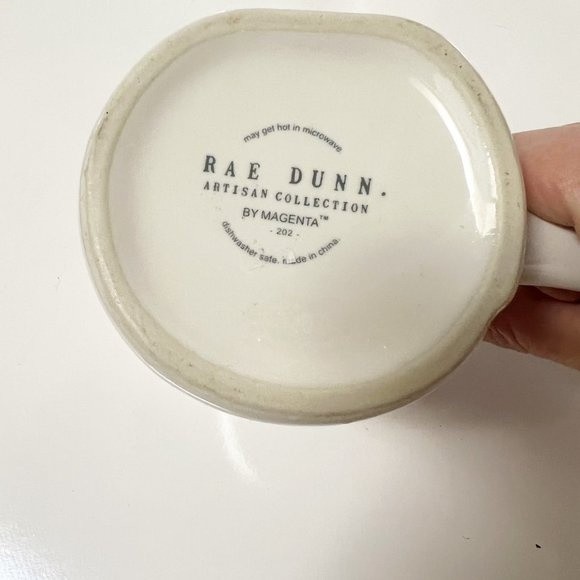 may get hot in microwave.
RAE DUNN.
ARTISAN COLLECTION
BY MAGENTA™
- 202 -
dishwasher safe. made in china.